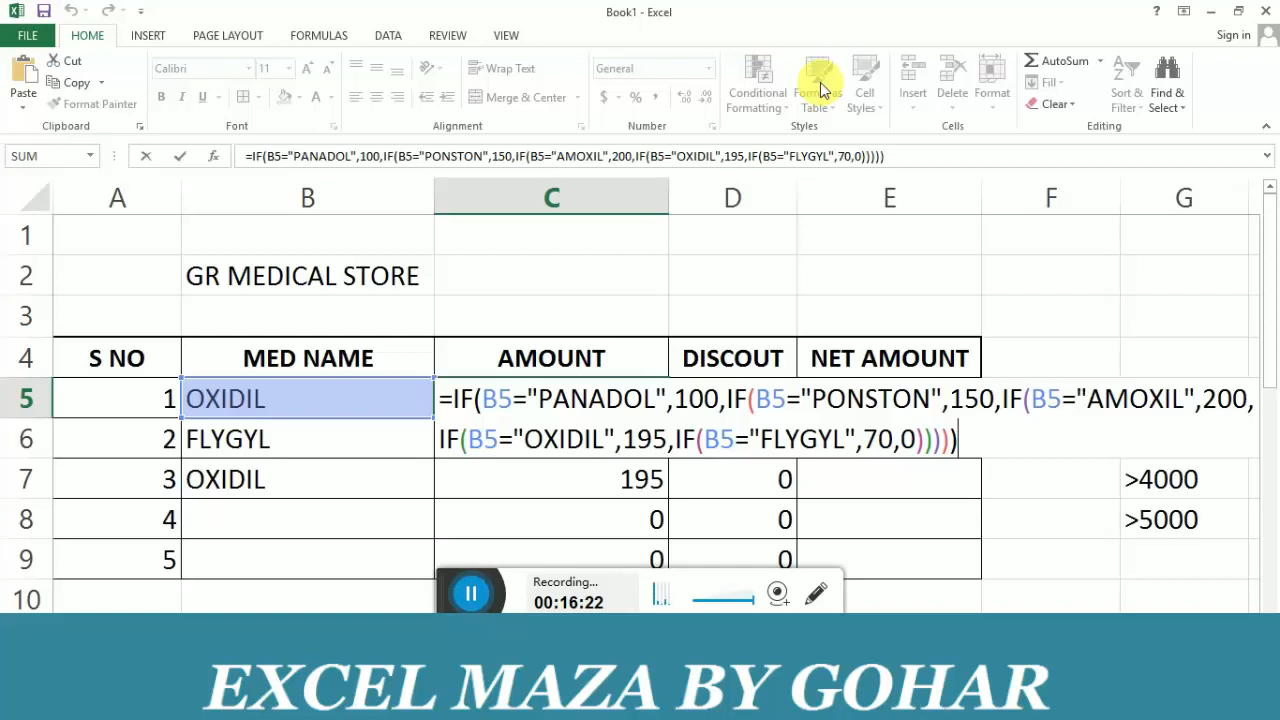 Book1 - Excel
?
FILE HOME INSERT PAGE LAYOUT FORMULAS DATA REVIEW VIEW Sign in
Paste Cut
Copy
Format Painter
Clipboard
Calibri 11 A A
B I U A
Font
Wrap Text
Merge & Center
Alignment
General
$ % ,
Number
Conditional Formatting
Table
Cell Styles
Styles
Insert Delete Format
Cells
AutoSum
Fill
Clear
Sort & Filter
Find & Select
Editing
SUM fx =IF(B5="PANADOL",100,IF(B5="PONSTON",150,IF(B5="AMOXIL",200,IF(B5="OXIDIL",195,IF(B5="FLYGYL",70,0)))))
A B C D E F G
1
2 GR MEDICAL STORE
3
4 S NO MED NAME AMOUNT DISCOUT NET AMOUNT
5 1 OXIDIL =IF(B5="PANADOL",100,IF(B5="PONSTON",150,IF(B5="AMOXIL",200,
6 2 FLYGYL IF(B5="OXIDIL",195,IF(B5="FLYGYL",70,0)))))
7 3 OXIDIL 195 0 >4000
8 4 0 0 >5000
9 5 0 0
10
Recording...
00:16:22
EXCEL MAZA BY GOHAR